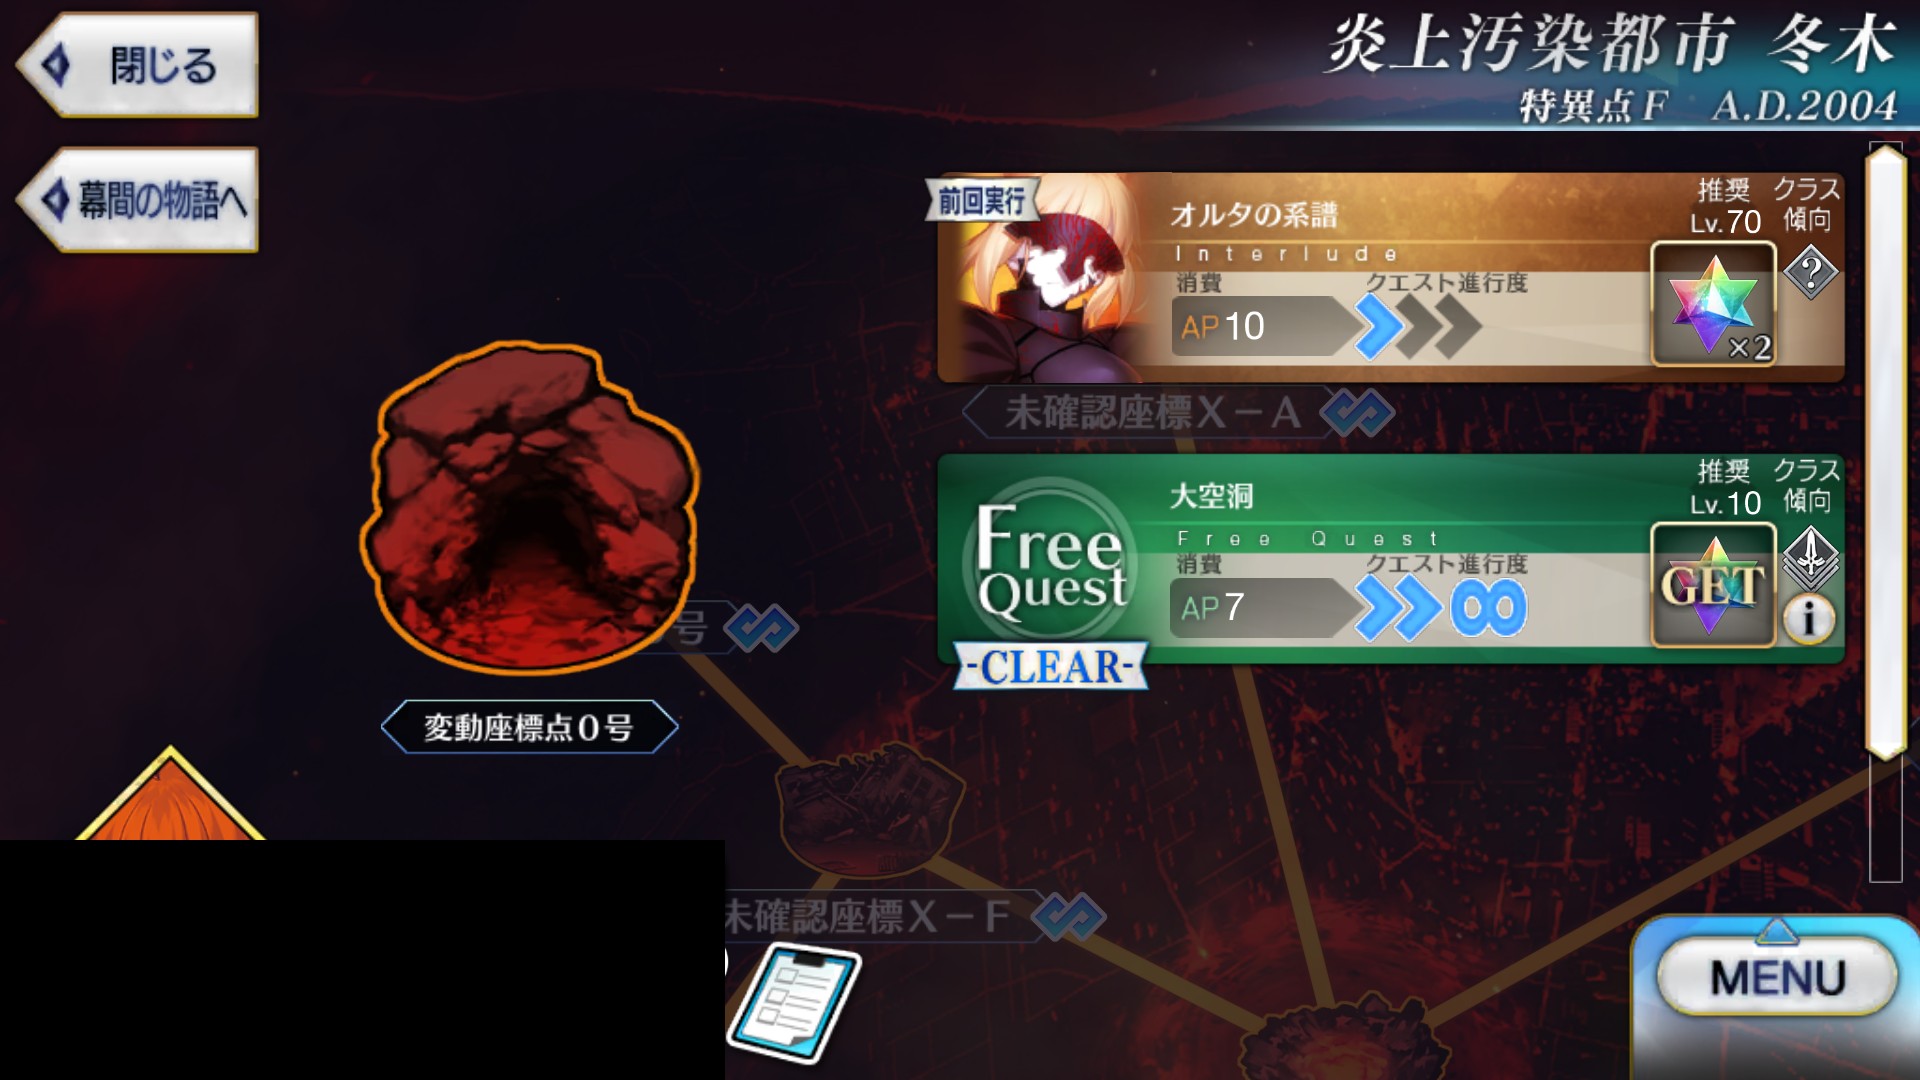 閉じる
幕間の物語へ
炎上汚染都市 冬木
特異点F A.D.2004
前回実行
オルタの系譜
Interlude
消費
AP 10
クエスト進行度
推奨
Lv.70
クラス
傾向
?
×2
未確認座標X-A
Free
Quest
-CLEAR-
大空洞
Free Quest
消費
AP 7
クエスト進行度
∞
推奨
Lv.10
クラス
傾向
GET
i
号
変動座標点0号
未確認座標X-F
MENU